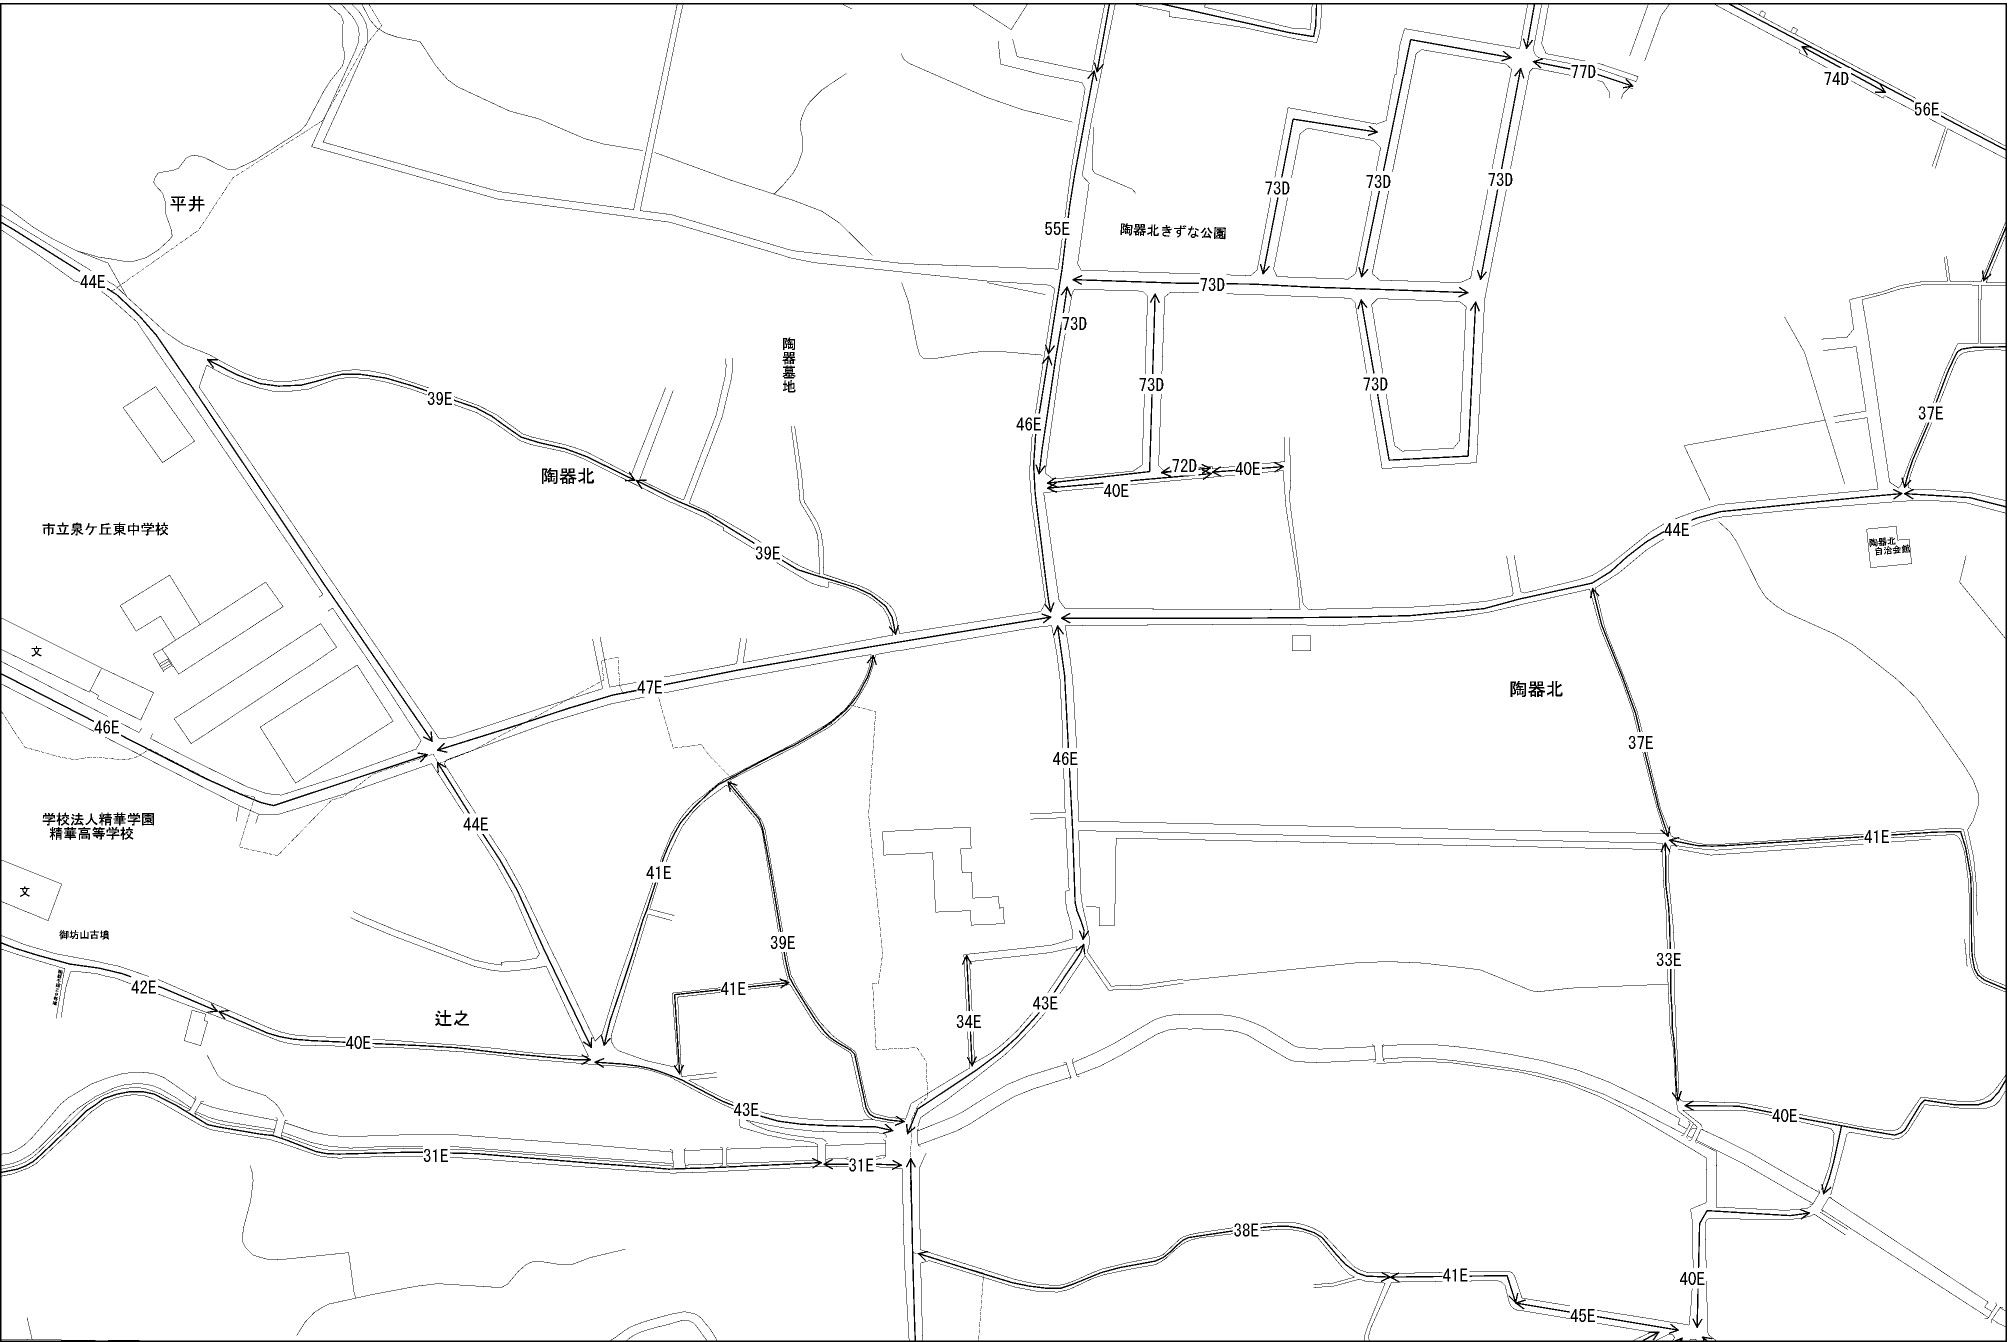 77D
74D
56E
73D
73D
73D
平井
55E
陶器北きずな公園
44E
73D
73D
陶器墓地
39E
73D
73D
37E
46E
72D
40E
陶器北
40E
市立泉ケ丘東中学校
44E
39E
陶器北
自治会館
文
47E
陶器北
46E
37E
46E
学校法人精華学園
精華高等学校
44E
41E
41E
文
御坊山古墳
39E
33E
42E
41E
43E
辻之
34E
40E
43E
40E
31E
31E
38E
41E
40E
45E